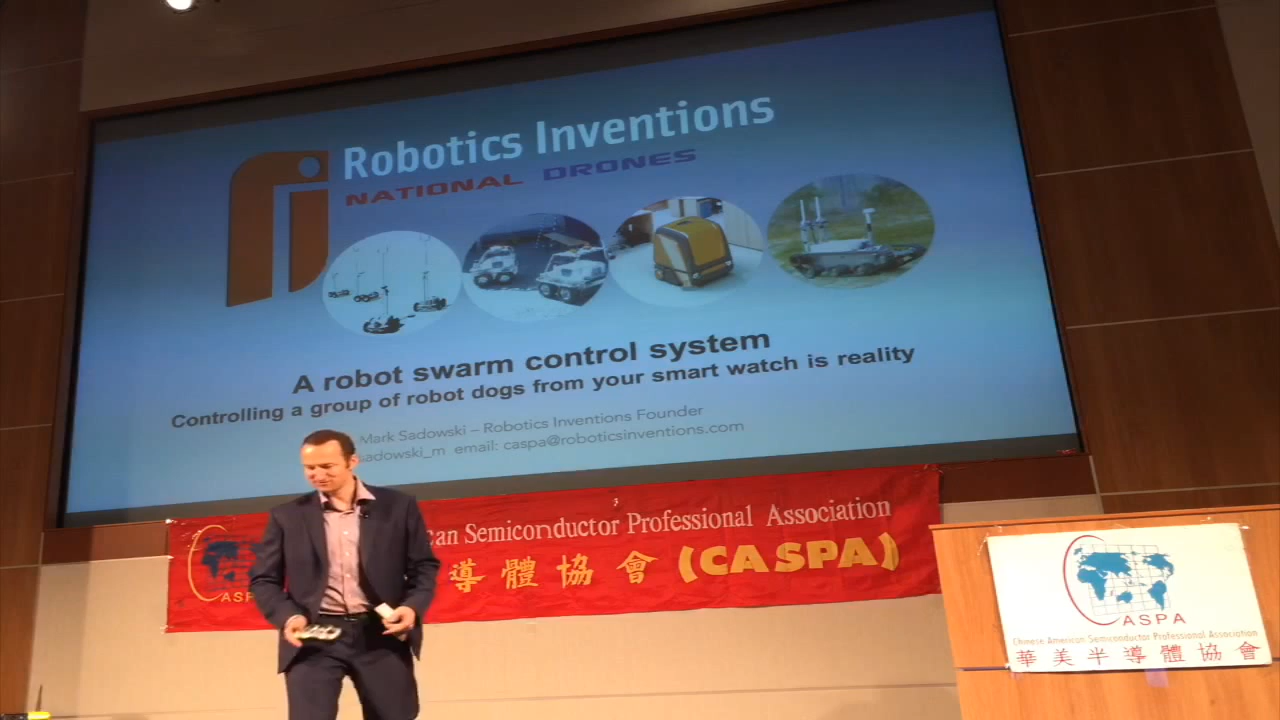 Robotics Inventions
NATIONAL DRONES
A robot swarm control system
Controlling a group of robot dogs from your smart watch is reality
Mark Sadowski – Robotics Inventions Founder
sadowski_m email: caspa@roboticsinventions.com
can Semiconductor Professional Association
導體協會 (CASPA)
ASP
CASPA
Chinese American Semiconductor Professional Association
華美半導體協會